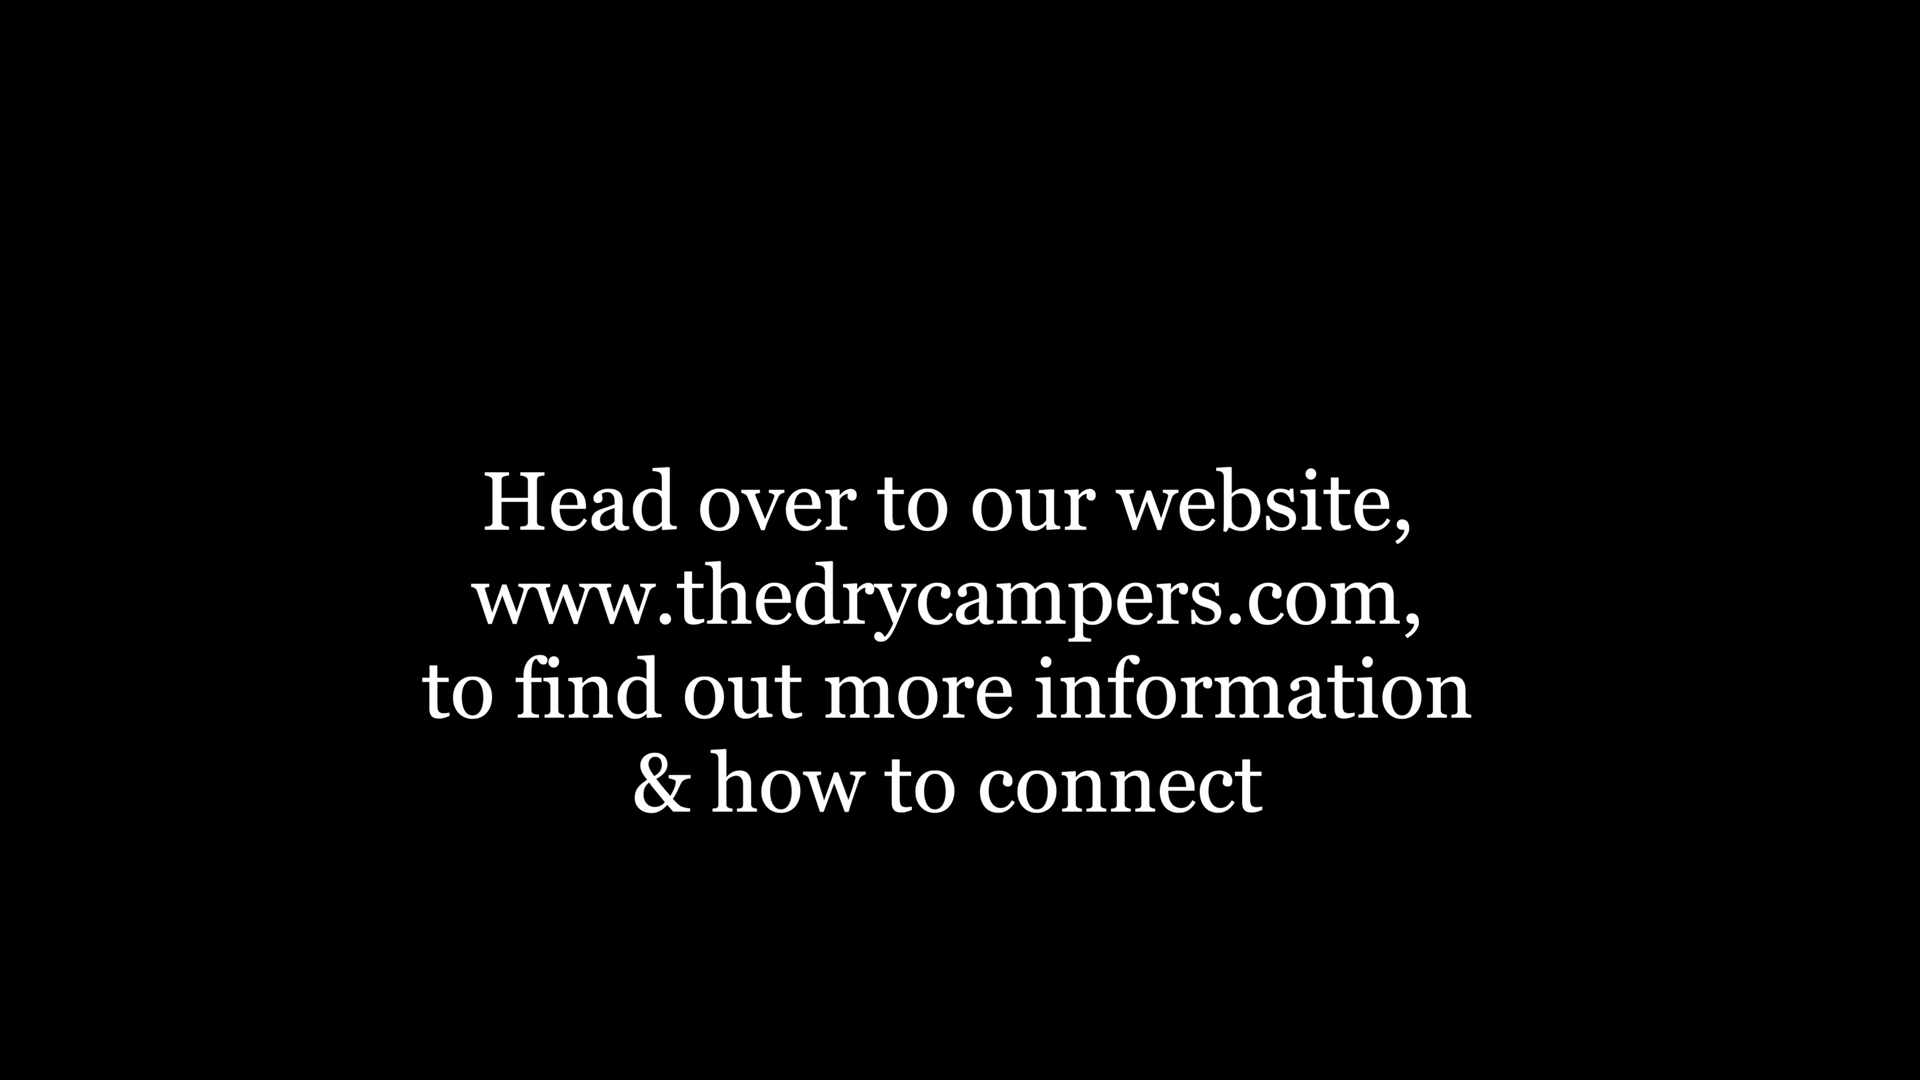 Head over to our website,
www.thedrycampers.com,
to find out more information
& how to connect